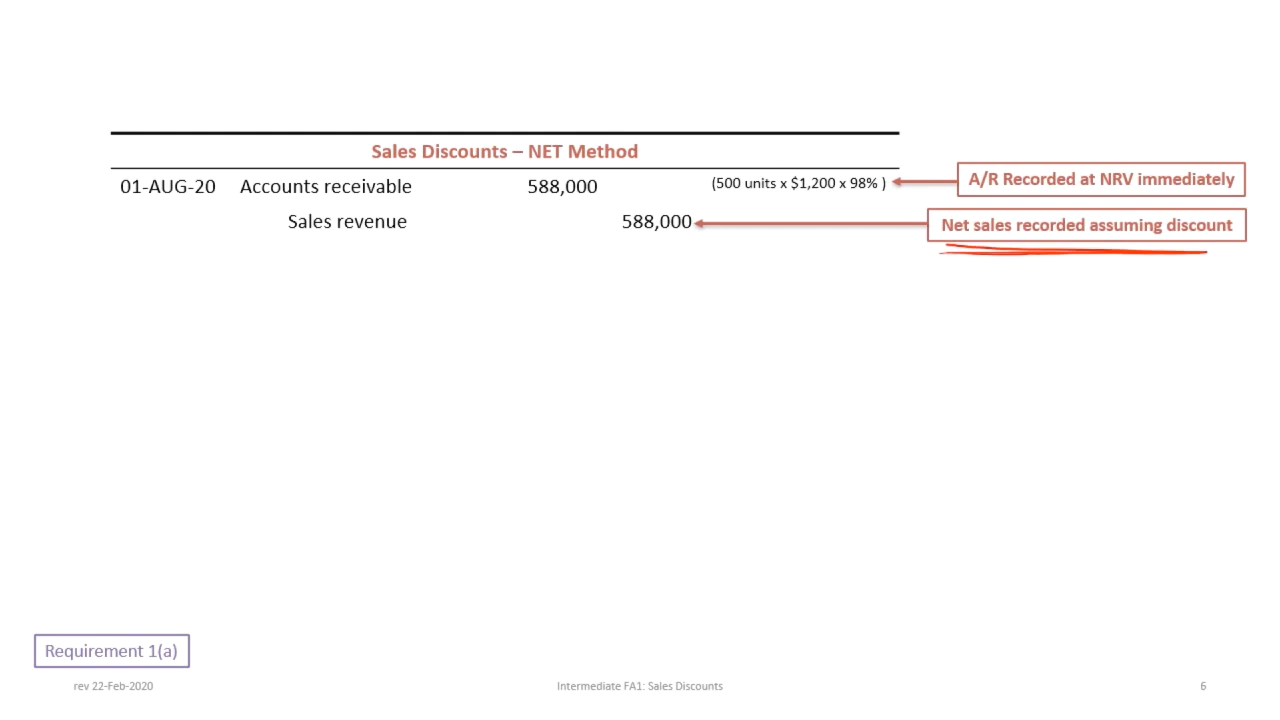 Sales Discounts – NET Method
01-AUG-20 Accounts receivable 588,000 (500 units x $1,200 x 98% ) A/R Recorded at NRV immediately
Sales revenue 588,000 Net sales recorded assuming discount
Requirement 1(a)
rev 22-Feb-2020 Intermediate FA1: Sales Discounts 6